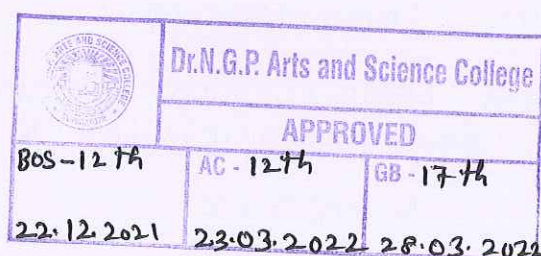 Dr.N.G.P. Arts and Science College
APPROVED
BOS - 12th
AC - 12th
GB - 17th
22.12.2021
23.03.2022
28.03.2022